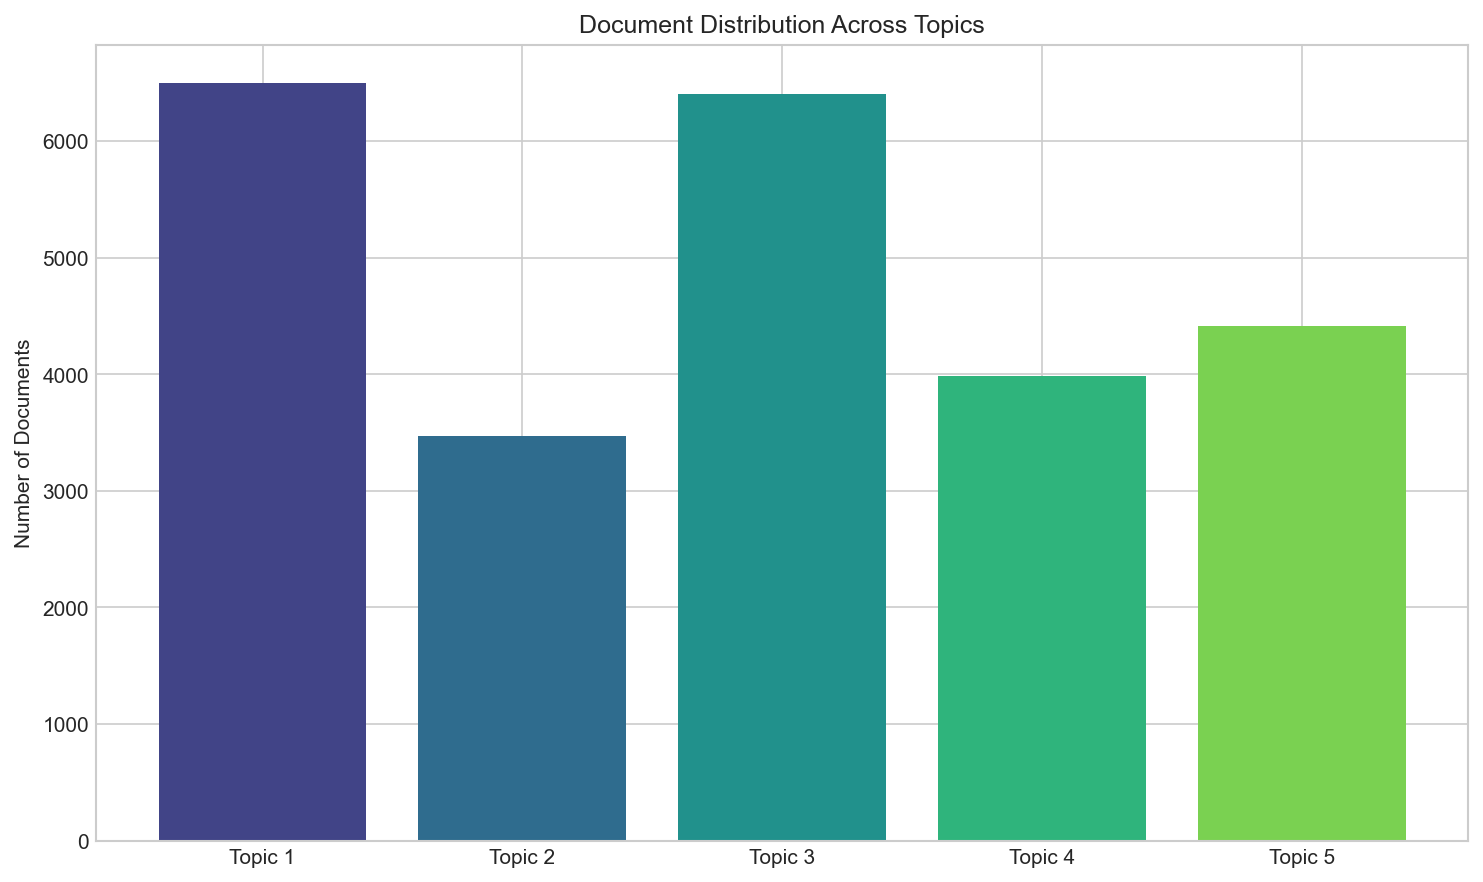 Document Distribution Across Topics
Number of Documents
6000
5000
4000
3000
2000
1000
0
Topic 1
Topic 2
Topic 3
Topic 4
Topic 5